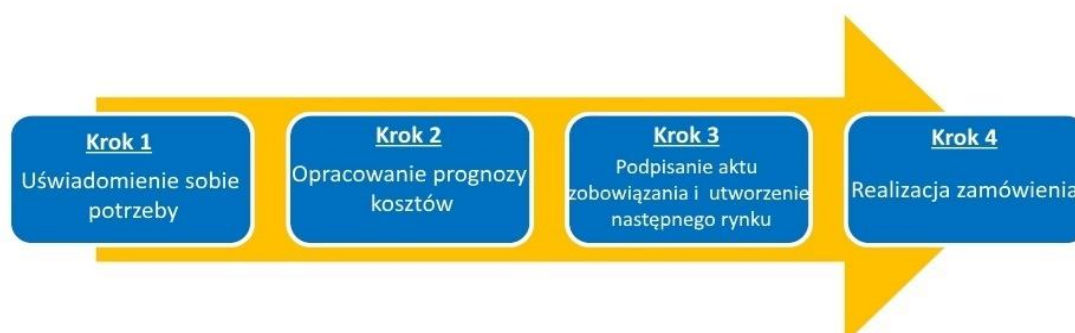 Krok 1
Uświadomienie sobie
potrzeby
Krok 2
Opracowanie prognozy
kosztów
Krok 3
Podpisanie aktu
zobowiązania i  utworzenie
następnego rynku
Krok 4
Realizacja zamówienia